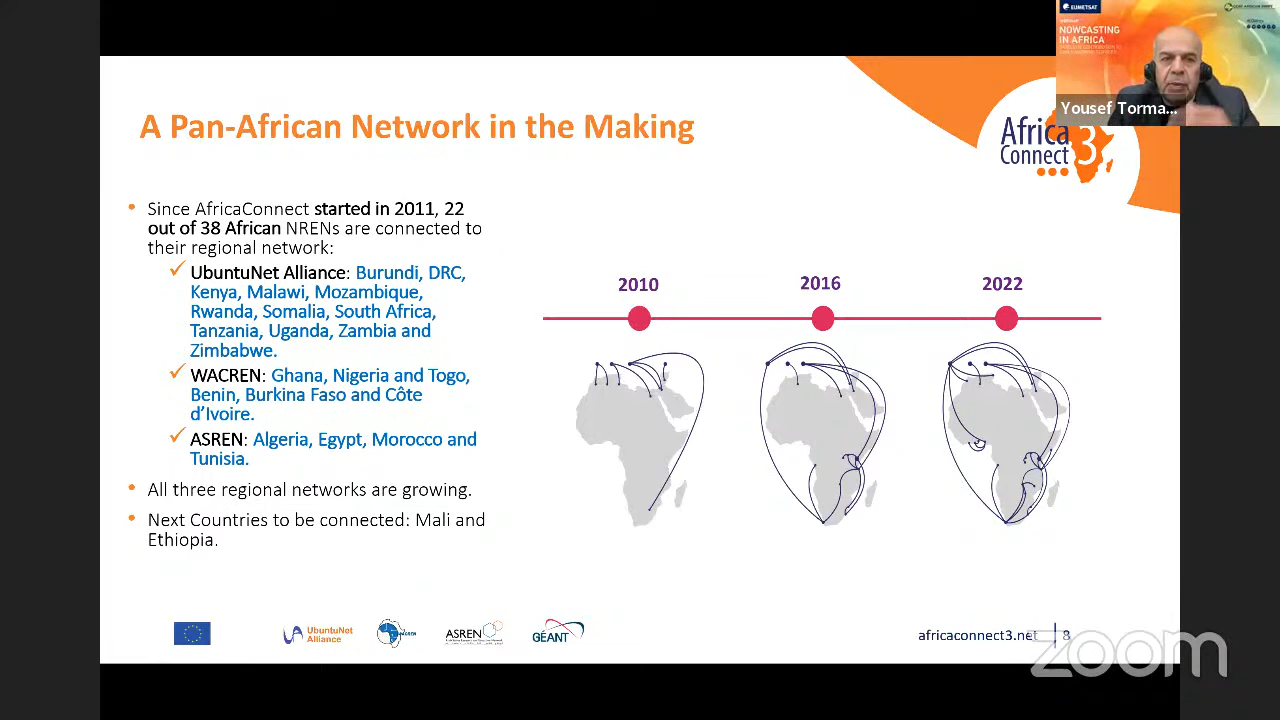 EUMETSAT
NOWCASTING
IN AFRICA
Yousef Torma...
A Pan-African Network in the Making
Africa
Connect 3
• Since AfricaConnect started in 2011, 22
out of 38 African NRENs are connected to
their regional network:
✓ UbuntuNet Alliance: Burundi, DRC,
Kenya, Malawi, Mozambique,
Rwanda, Somalia, South Africa,
Tanzania, Uganda, Zambia and
Zimbabwe.
✓ WACREN: Ghana, Nigeria and Togo,
Benin, Burkina Faso and Côte
d’Ivoire.
✓ ASREN: Algeria, Egypt, Morocco and
Tunisia.
• All three regional networks are growing.
• Next Countries to be connected: Mali and
Ethiopia.
2010 2016 2022
UbuntuNet
Alliance
WACREN
ASREN
GÉANT
africaconnect3.net 8
zoom